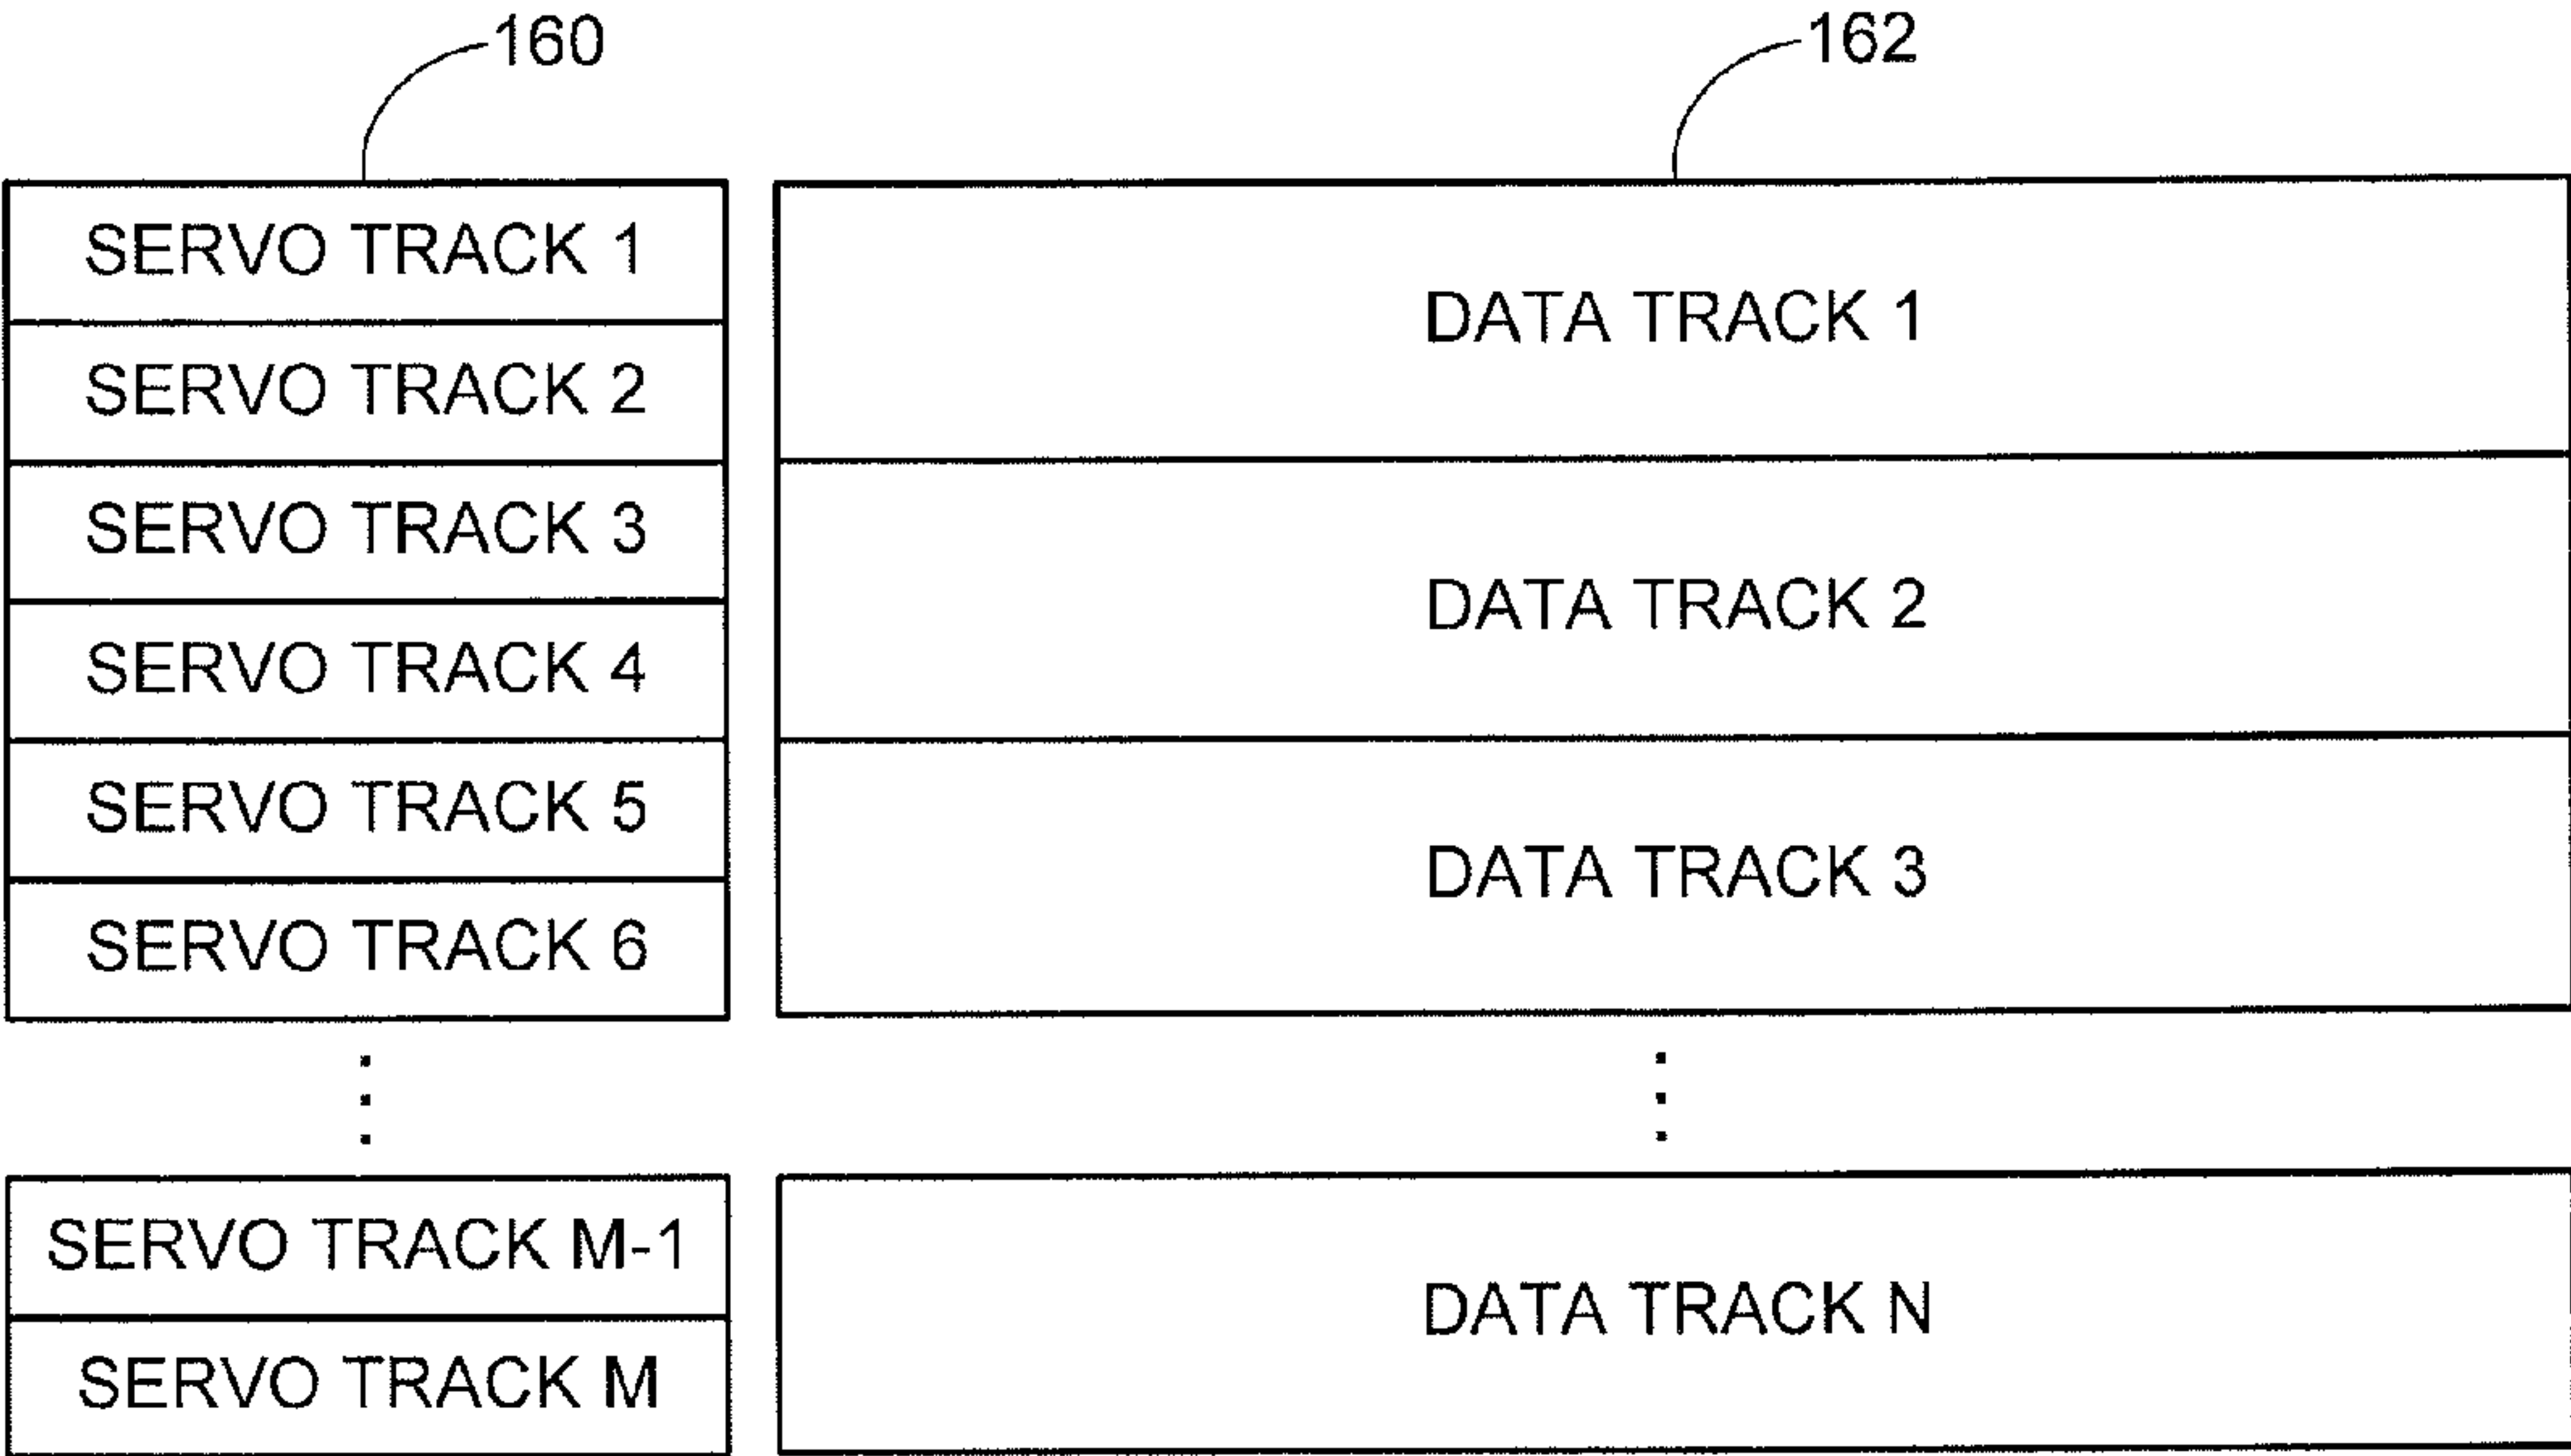 160
162
SERVO TRACK 1
SERVO TRACK 2
SERVO TRACK 3
SERVO TRACK 4
SERVO TRACK 5
SERVO TRACK 6
SERVO TRACK M-1
SERVO TRACK M
DATA TRACK 1
DATA TRACK 2
DATA TRACK 3
DATA TRACK N